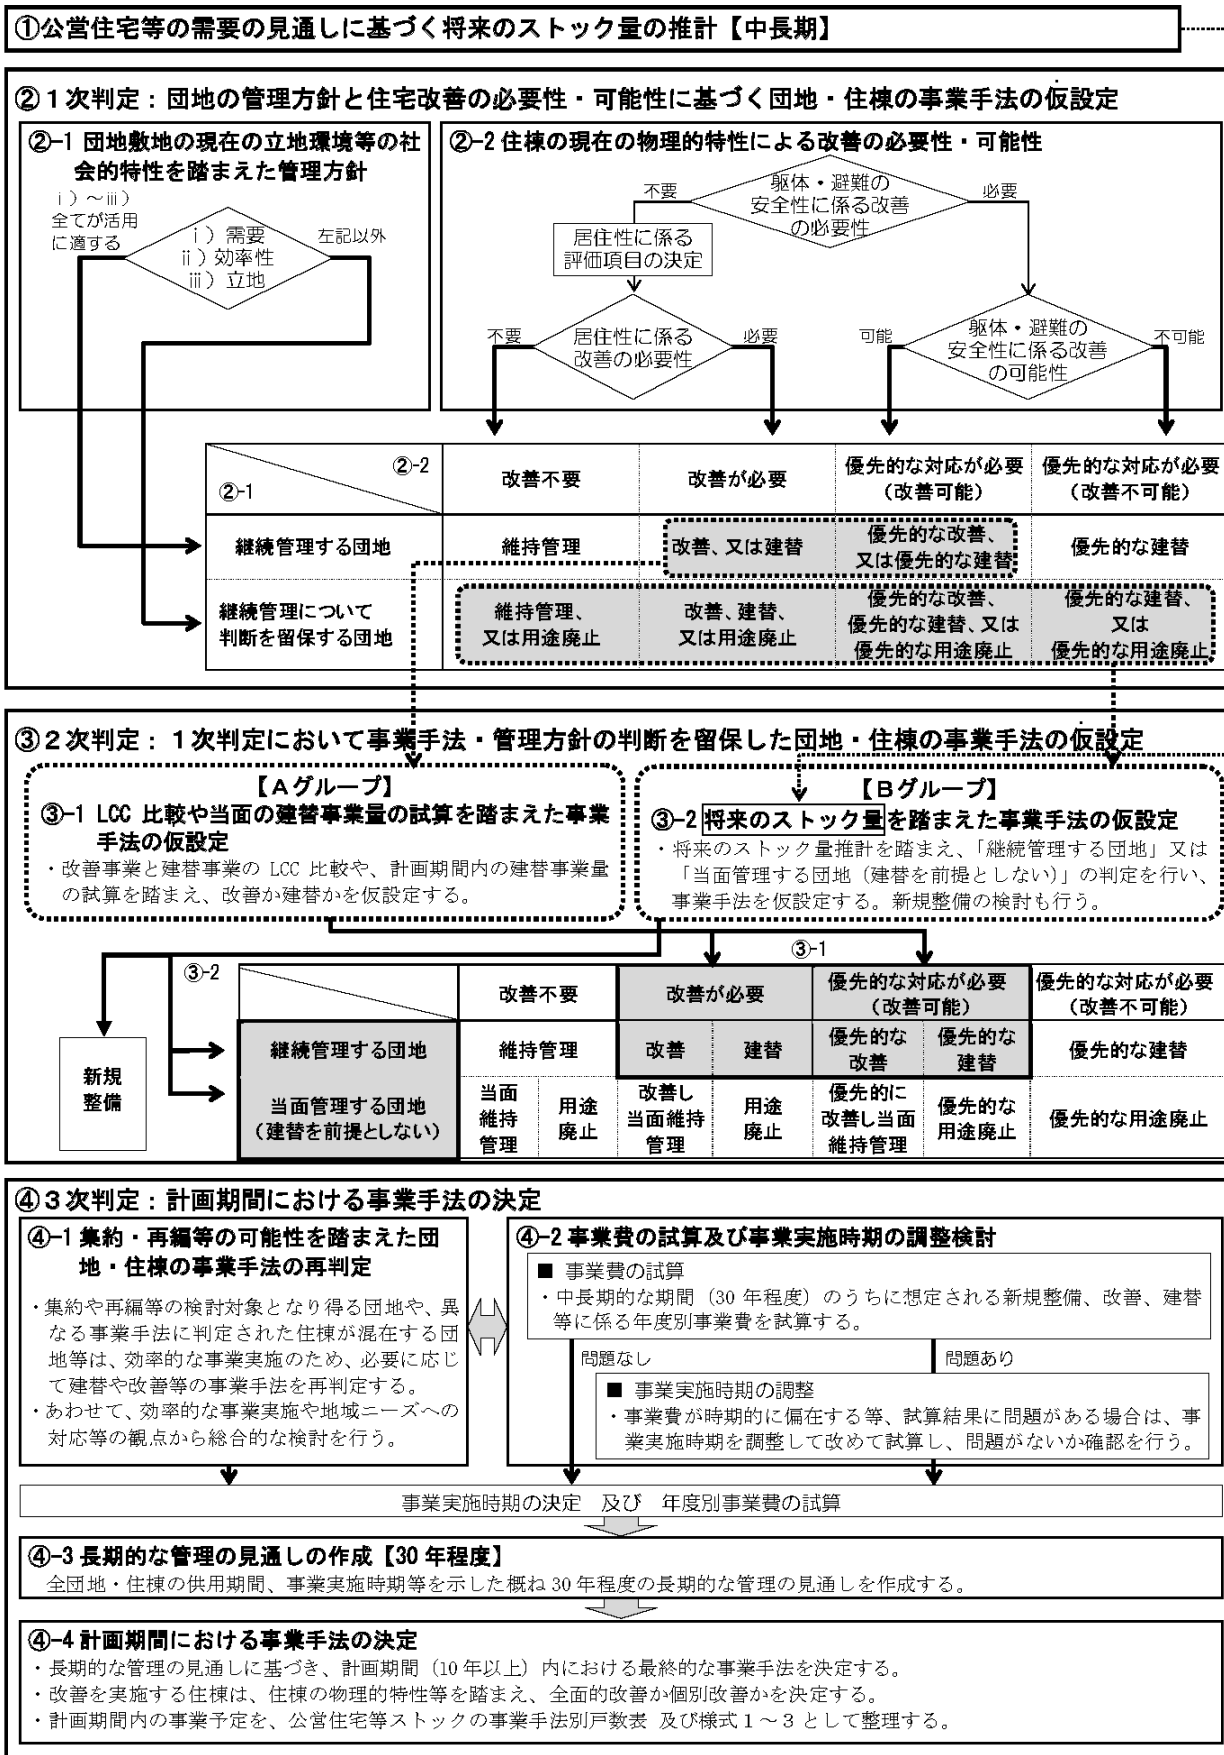 ①公営住宅等の需要の見通しに基づく将来のストック量の推計【中長期】
②１次判定：団地の管理方針と住宅改善の必要性・可能性に基づく団地・住棟の事業手法の仮設定
②-1 団地敷地の現在の立地環境等の社
会的特性を踏まえた管理方針
ⅰ）～ⅲ）
全てが活用
に適する
ⅰ）需要
ⅱ）効率性
ⅲ）立地
左記以外
②-2 住棟の現在の物理的特性による改善の必要性・可能性
不要
躯体・避難の
安全性に係る改善
の必要性
必要
居住性に係る
評価項目の決定
不要
居住性に係る
改善の必要性
必要
可能
躯体・避難の
安全性に係る改善
の可能性
不可能
②-2
②-1
改善不要
改善が必要
優先的な対応が必要
（改善可能）
優先的な対応が必要
（改善不可能）
継続管理する団地
維持管理
改善、又は建替
優先的な改善、
又は優先的な建替
優先的な建替
継続管理について
判断を留保する団地
維持管理、
又は用途廃止
改善、建替、
又は用途廃止
優先的な改善、
優先的な建替、又は
優先的な用途廃止
優先的な建替、
又は
優先的な用途廃止
③２次判定：１次判定において事業手法・管理方針の判断を留保した団地・住棟の事業手法の仮設定
【Ａグループ】
③-1 LCC 比較や当面の建替事業量の試算を踏まえた事業
手法の仮設定
・改善事業と建替事業の LCC 比較や、計画期間内の建替事業量
の試算を踏まえ、改善か建替かを仮設定する。
【Ｂグループ】
③-2 将来のストック量を踏まえた事業手法の仮設定
・将来のストック量推計を踏まえ、「継続管理する団地」又は
「当面管理する団地（建替を前提としない）」の判定を行い、
事業手法を仮設定する。新規整備の検討も行う。
③-1
③-2
改善不要
改善が必要
優先的な対応が必要
（改善可能）
優先的な対応が必要
（改善不可能）
新規
整備
継続管理する団地
維持管理
改善
建替
優先的な
改善
優先的な
建替
優先的な建替
当面管理する団地
（建替を前提としない）
当面
維持
管理
用途
廃止
改善し
当面維持
管理
用途
廃止
優先的に
改善し当面
維持管理
優先的な
用途廃止
優先的な用途廃止
④３次判定：計画期間における事業手法の決定
④-1 集約・再編等の可能性を踏まえた団
地・住棟の事業手法の再判定
・集約や再編等の検討対象となり得る団地や、異
なる事業手法に判定された住棟が混在する団
地等は、効率的な事業実施のため、必要に応じ
て建替や改善等の事業手法を再判定する。
・あわせて、効率的な事業実施や地域ニーズへの
対応等の観点から総合的な検討を行う。
④-2 事業費の試算及び事業実施時期の調整検討
■ 事業費の試算
・中長期的な期間（30 年程度）のうちに想定される新規整備、改善、建替
等に係る年度別事業費を試算する。
問題なし
問題あり
■ 事業実施時期の調整
・事業費が時期的に偏在する等、試算結果に問題がある場合は、事
業実施時期を調整して改めて試算し、問題がないか確認を行う。
事業実施時期の決定　及び　年度別事業費の試算
④-3 長期的な管理の見通しの作成【30 年程度】
全団地・住棟の供用期間、事業実施時期等を示した概ね 30 年程度の長期的な管理の見通しを作成する。
④-4 計画期間における事業手法の決定
・長期的な管理の見通しに基づき、計画期間（10 年以上）内における最終的な事業手法を決定する。
・改善を実施する住棟は、住棟の物理的特性等を踏まえ、全面的改善か個別改善かを決定する。
・計画期間内の事業予定を、公営住宅等ストックの事業手法別戸数表 及び様式１～３として整理する。